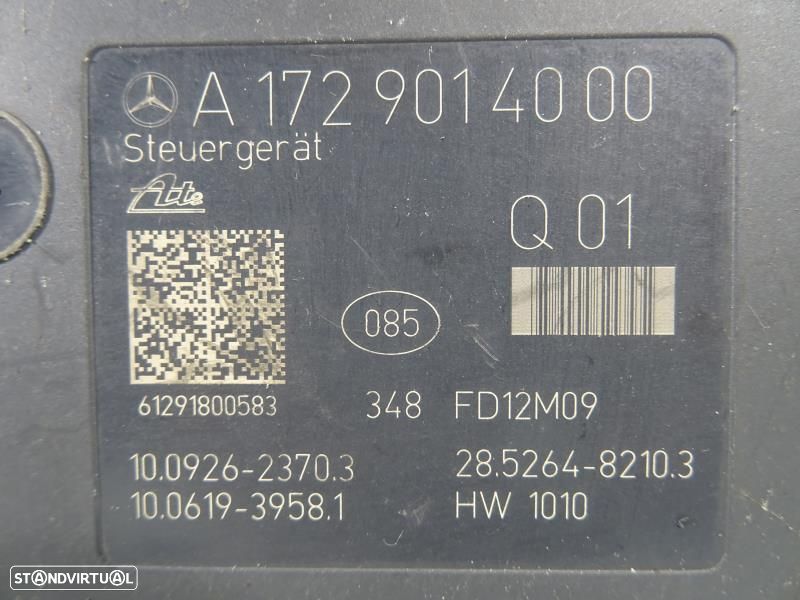 A 172 901 40 00
Steuergerät
Ate
Q 01
085
61291800583
348 FD12M09
10.0926-2370.3 28.5264-8210.3
10.0619-3958.1 HW 1010
STANDVIRTUAL